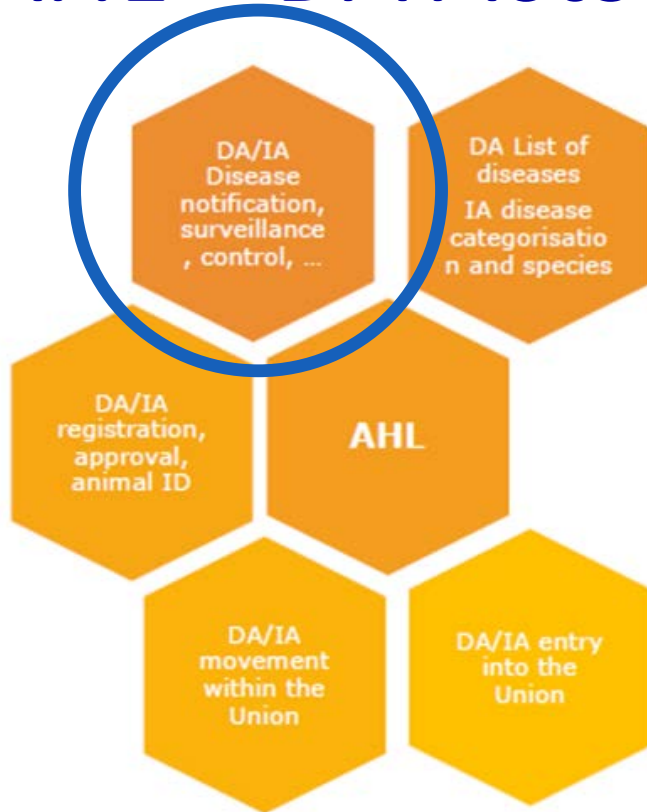 DA/IA
Disease
notification,
surveillance
, control, ...
DA List of
diseases
IA disease
categorisatio
n and species
DA/IA
registration,
approval,
animal ID
AHL
DA/IA
movement
within the
Union
DA/IA entry
into the
Union